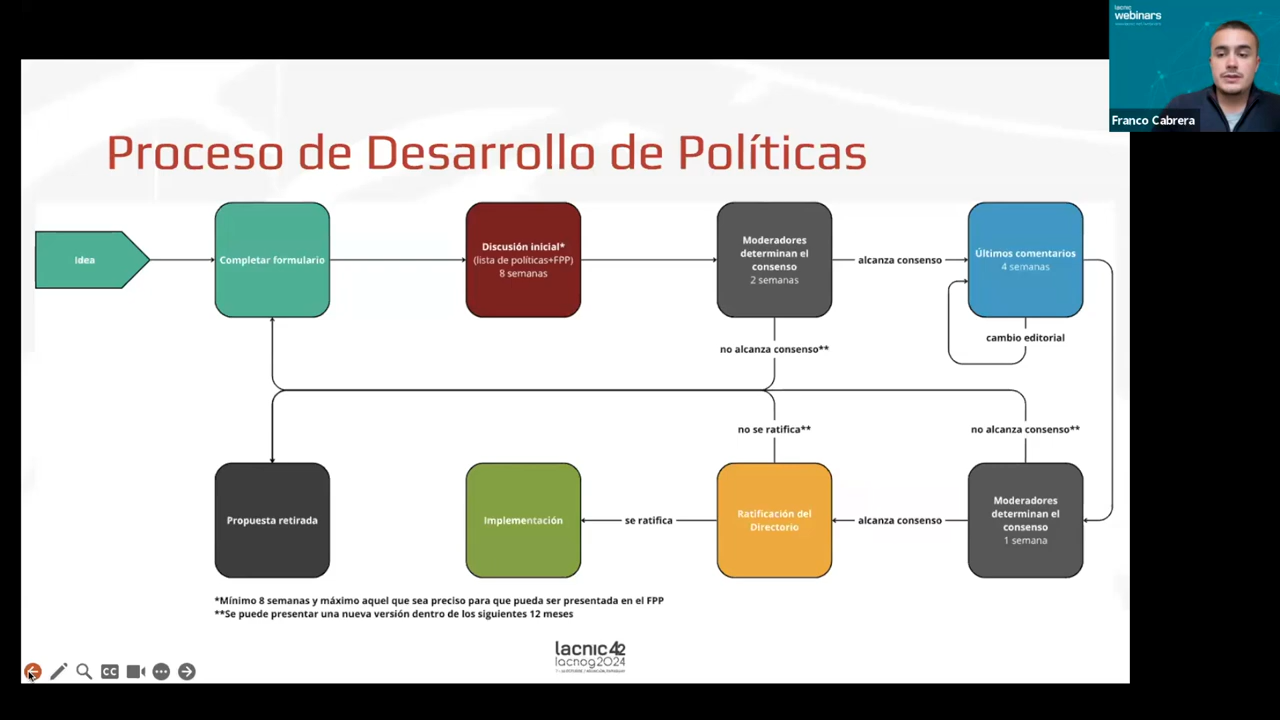 lacnic
webinars
Franco Cabrera
Proceso de Desarrollo de Políticas
Idea
Completar formulario
Discusión inicial*
(lista de políticas+FPP)
8 semanas
Moderadores
determinan el
consenso
2 semanas
alcanza consenso
Últimos comentarios
4 semanas
cambio editorial
no alcanza consenso**
no se ratifica**
no alcanza consenso**
Propuesta retirada
Implementación
se ratifica
Ratificación del
Directorio
alcanza consenso
Moderadores
determinan el
consenso
1 semana
*Mínimo 8 semanas y máximo aquel que sea preciso para que pueda ser presentada en el FPP
**Se puede presentar una nueva versión dentro de los siguientes 12 meses
lacnic42
lacnog2024
CC